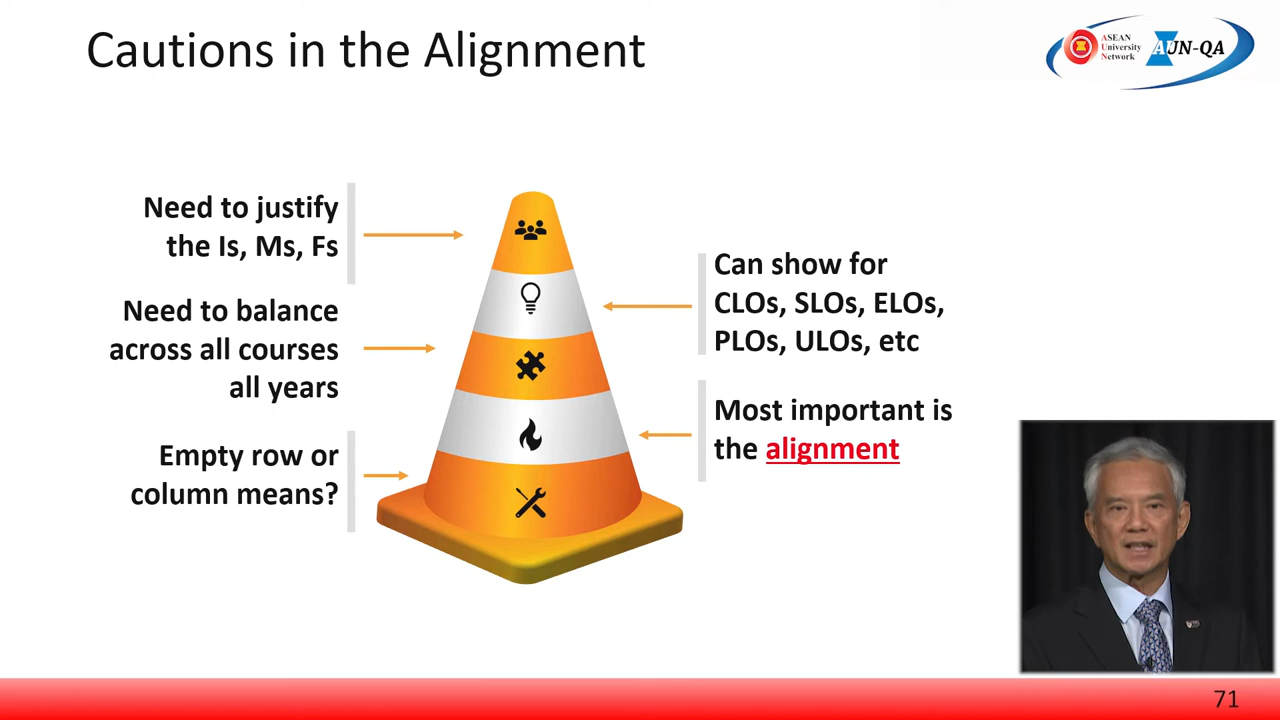 Cautions in the Alignment
ASEAN
University
Network
AUN-QA
Need to justify
the Is, Ms, Fs
Need to balance
across all courses
all years
Empty row or
column means?
Can show for
CLOs, SLOs, ELOs,
PLOs, ULOs, etc
Most important is
the alignment
71